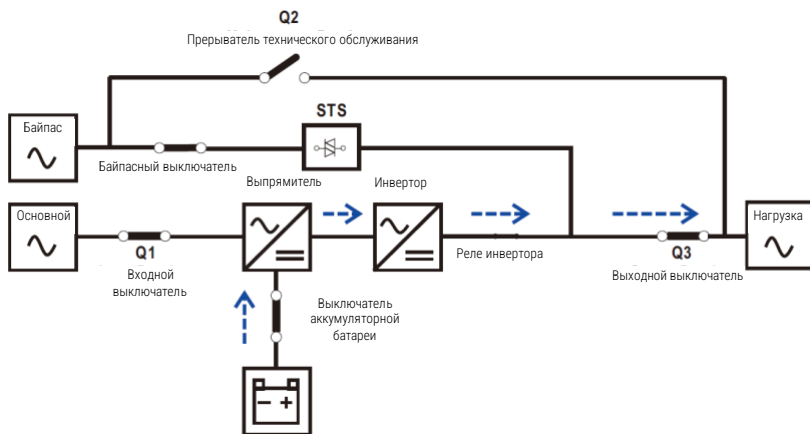 Q2
Прерыватель технического обслуживания
STS
Байпас
Байпасный выключатель
Выпрямитель
Инвертор
Основной
Q1
Входной
выключатель
Реле инвертора
Q3
Выходной выключатель
Нагрузка
Выключатель
аккумуляторной
батареи